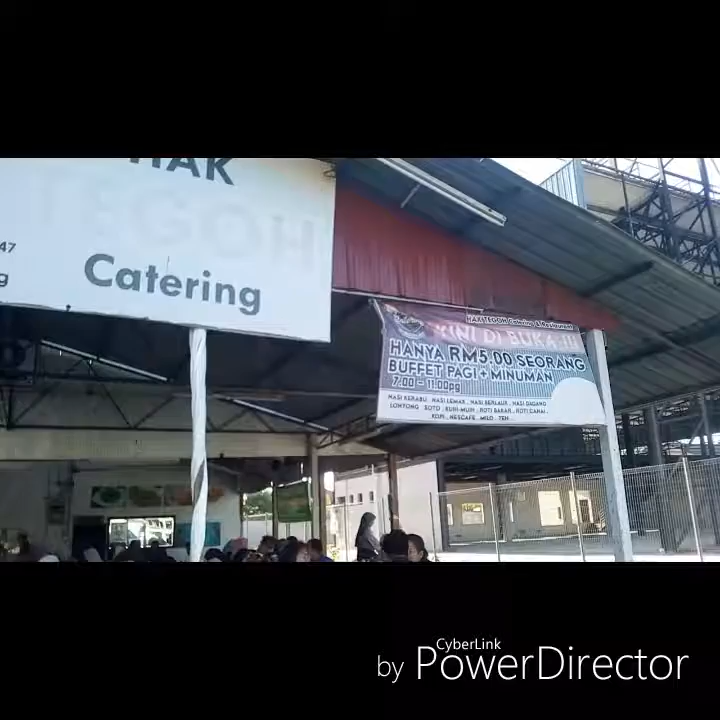 HAK
TEGOH
47
g
Catering
HAK TEGOH Catering & Restaurant
KINI DI BUKA
HANYA RM5.00 SEORANG
BUFFET PAGI + MINUMAN
7.00 - 11.00pg
NASI KERABU . NASI LEMAK . NASI BERLAUK . NASI DAGANG
LONTONG . SOTO . KUIH-MUIH . ROTI BAKAR . ROTI CANAI .
KOPI . NESCAFE . MILO . TEH .
CyberLink
by PowerDirector